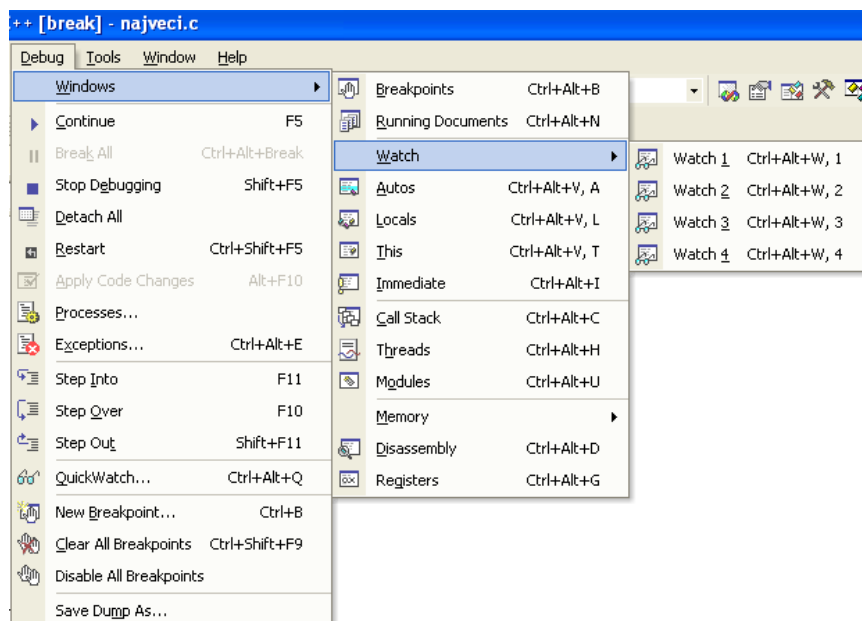 ++ [break] - najveci.c
Debug Tools Window Help
Windows
Continue F5
Break All Ctrl+Alt+Break
Stop Debugging Shift+F5
Detach All
Restart Ctrl+Shift+F5
Apply Code Changes Alt+F10
Processes...
Exceptions... Ctrl+Alt+E
Step Into F11
Step Over F10
Step Out Shift+F11
QuickWatch... Ctrl+Alt+Q
New Breakpoint... Ctrl+B
Clear All Breakpoints Ctrl+Shift+F9
Disable All Breakpoints
Save Dump As...
Breakpoints Ctrl+Alt+B
Running Documents Ctrl+Alt+N
Watch
Autos Ctrl+Alt+V, A
Locals Ctrl+Alt+V, L
This Ctrl+Alt+V, T
Immediate Ctrl+Alt+I
Call Stack Ctrl+Alt+C
Threads Ctrl+Alt+H
Modules Ctrl+Alt+U
Memory
Disassembly Ctrl+Alt+D
Registers Ctrl+Alt+G
Watch 1 Ctrl+Alt+W, 1
Watch 2 Ctrl+Alt+W, 2
Watch 3 Ctrl+Alt+W, 3
Watch 4 Ctrl+Alt+W, 4